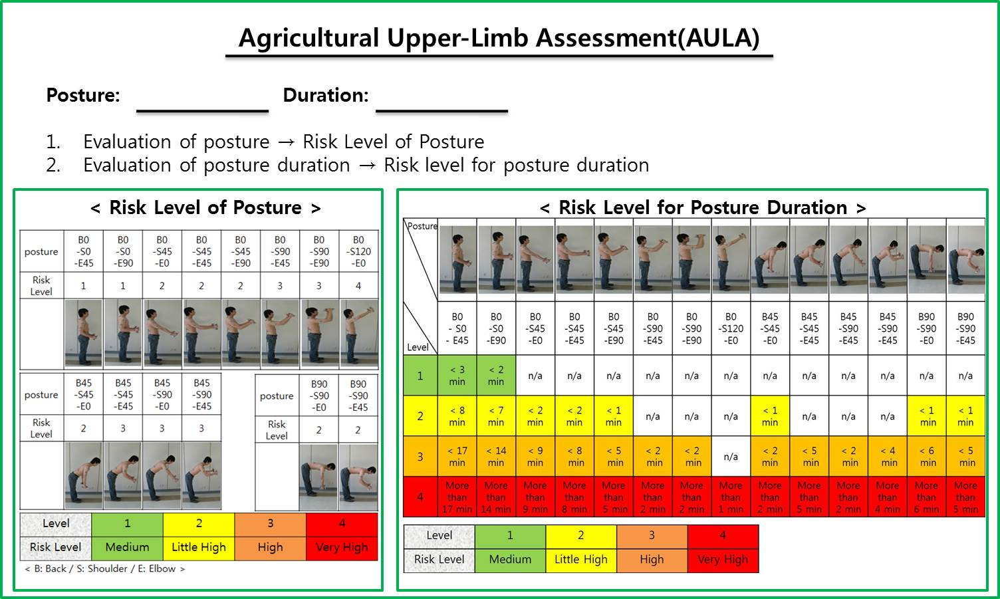 Agricultural Upper-Limb Assessment(AULA)
Posture: Duration:
1. Evaluation of posture → Risk Level of Posture
2. Evaluation of posture duration → Risk level for posture duration
< Risk Level of Posture >
posture B0 -S0 -E45 B0 -S0 -E90 B0 -S45 -E0 B0 -S45 -E45 B0 -S45 -E90 B0 -S90 -E45 B0 -S90 -E90 B0 -S120 -E0
Risk Level 1 1 2 2 2 3 3 4
posture B45 -S45 -E0 B45 -S45 -E45 B45 -S90 -E0 B45 -S90 -E45
Risk Level 2 3 3 3
posture B90 -S90 -E0 B90 -S90 -E45
Risk Level 2 2
Level 1 2 3 4
Risk Level Medium Little High High Very High
< B: Back / S: Shoulder / E: Elbow >
< Risk Level for Posture Duration >
Posture
Level B0 - S0 - E45 B0 -S0 -E90 B0 -S45 -E0 B0 -S45 -E45 B0 -S45 -E90 B0 -S90 -E45 B0 -S90 -E90 B0 -S120 -E0 B45 -S45 -E0 B45 -S45 -E45 B45 -S90 -E45 B45 -S90 -E45 B90 -S90 -E0 B90 -S90 -E45
1 < 3 min < 2 min n/a n/a n/a n/a n/a n/a n/a n/a n/a n/a n/a n/a
2 < 8 min < 7 min < 2 min < 2 min < 1 min n/a n/a n/a < 1 min n/a n/a n/a < 1 min < 1 min
3 < 17 min < 14 min < 9 min < 8 min < 5 min < 2 min < 2 min n/a < 2 min < 5 min < 2 min < 4 min < 6 min < 5 min
4 More than 17 min More than 14 min More than 9 min More than 8 min More than 5 min More than 2 min More than 2 min More than 1 min More than 2 min More than 5 min More than 2 min More than 4 min More than 6 min More than 5 min
Level 1 2 3 4
Risk Level Medium Little High High Very High